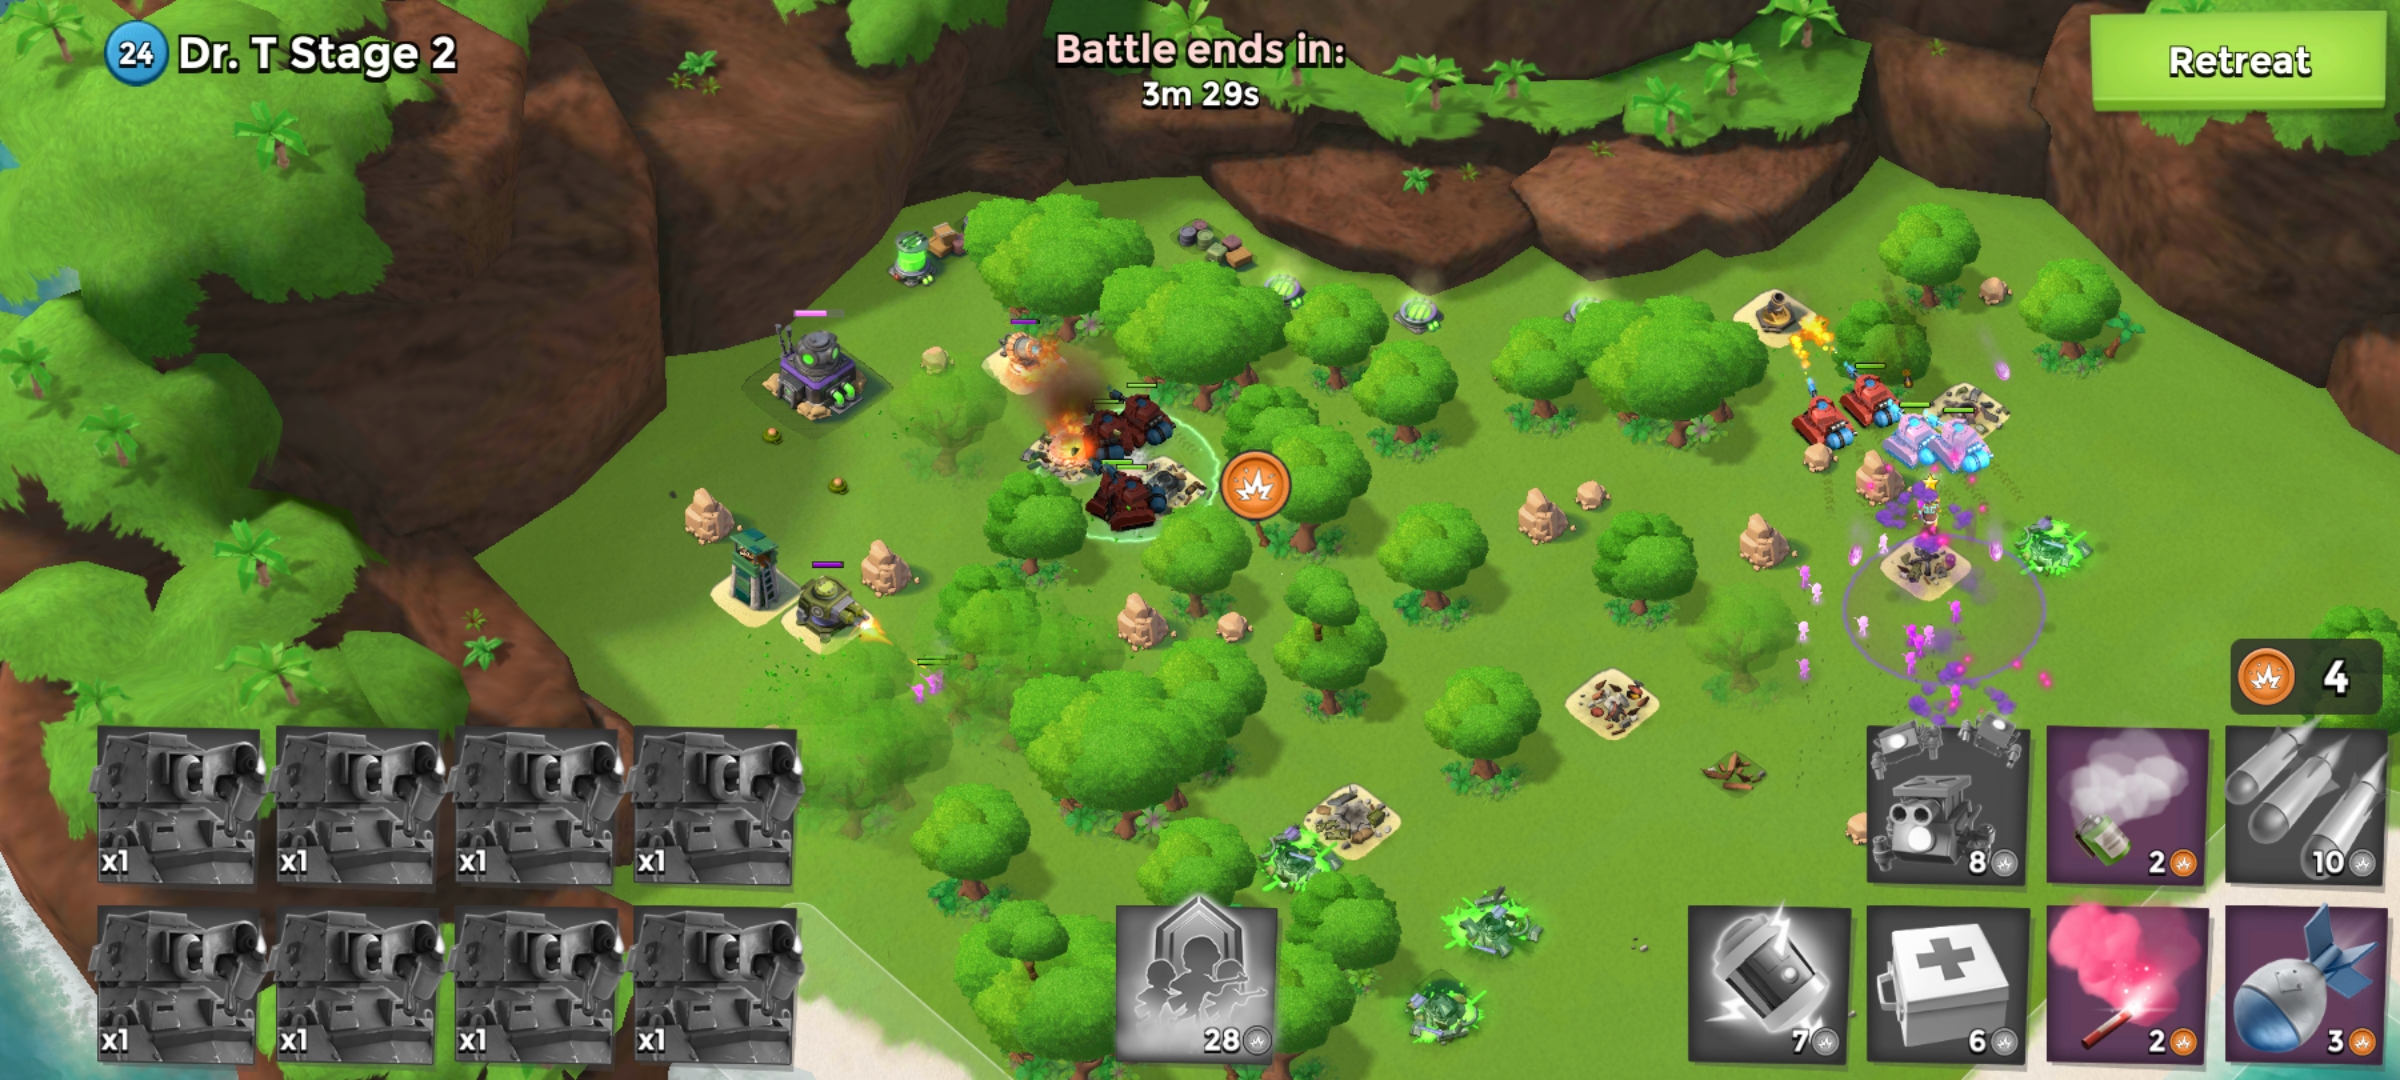 24 Dr. T Stage 2
Battle ends in:
3m 29s
Retreat
4
8
2
10
x1
x1
x1
x1
7
6
2
3
x1
x1
x1
x1
28